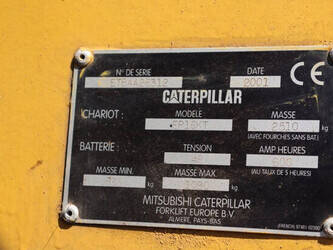 N° DE SERIE DATE
2001
CE
CATERPILLAR
CHARIOT: MODELE MASSE
2510 kg
(AVEC FOURCHES SANS BAT.)
BATTERIE: TENSION AMP HEURES
600
MASSE MIN. MASSE MAX (AU TAUX DE 5 HEURES)
kg kg
MITSUBISHI CATERPILLAR
FORKLIFT EUROPE B.V.
ALMERE, PAYS-BAS